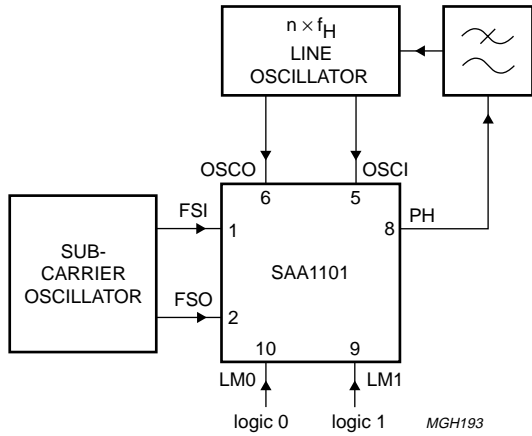 n × fH
LINE
OSCILLATOR
OSCO
OSCI
6
5
FSI
PH
1
8
SUB-
CARRIER
OSCILLATOR
SAA1101
FSO
2
10
9
LM0
LM1
logic 0
logic 1
MGH193